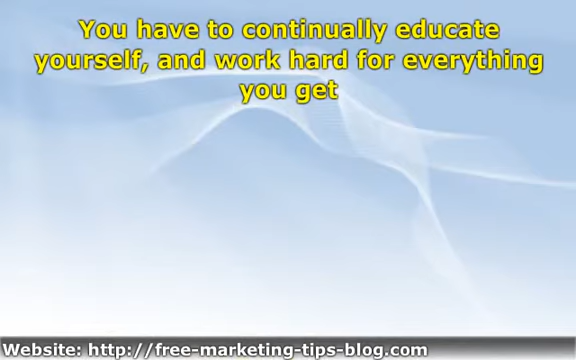 You have to continually educate
yourself, and work hard for everything
you get
Website: http://free-marketing-tips-blog.com